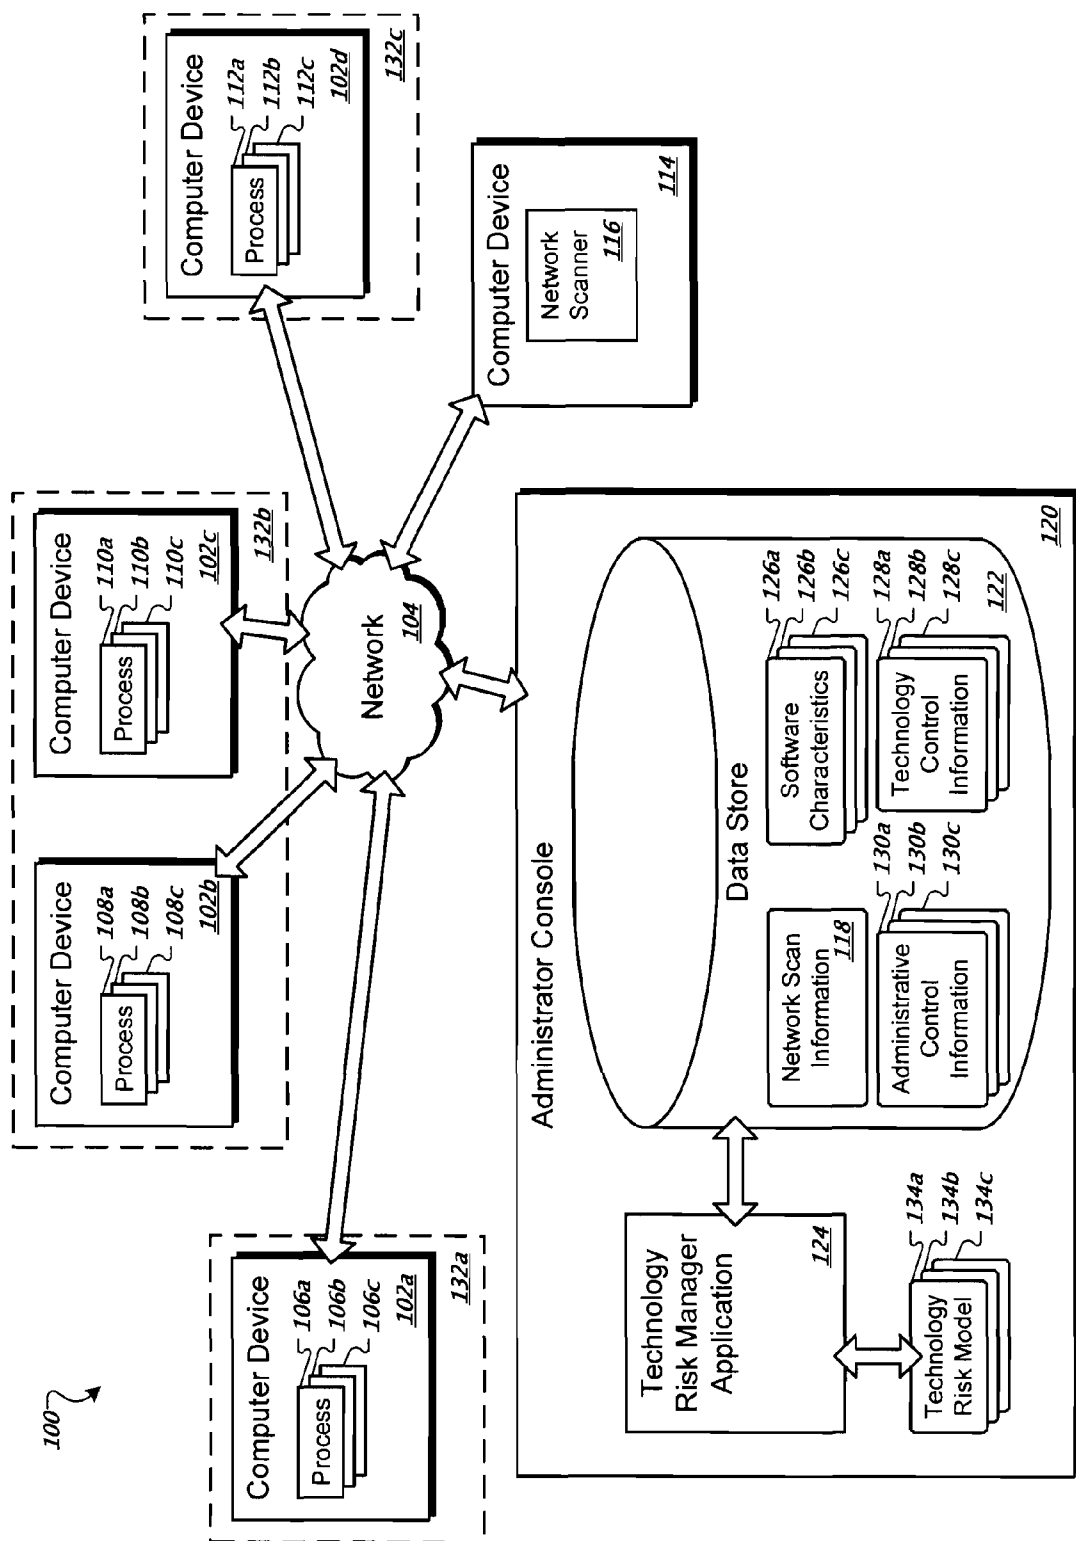 100
Computer Device
Process
106a
106b
106c
102a
132a
Computer Device
Process
108a
108b
108c
102b
Computer Device
Process
110a
110b
110c
102c
132b
Computer Device
Process
112a
112b
112c
102d
132c
Network
104
Computer Device
Network
Scanner
116
114
Administrator Console
Technology
Risk Manager
Application
124
Technology
Risk Model
134a
134b
134c
Data Store
Network Scan
Information
118
Software
Characteristics
126a
126b
126c
Administrative
Control
Information
130a
130b
130c
Technology
Control
Information
128a
128b
128c
122
120